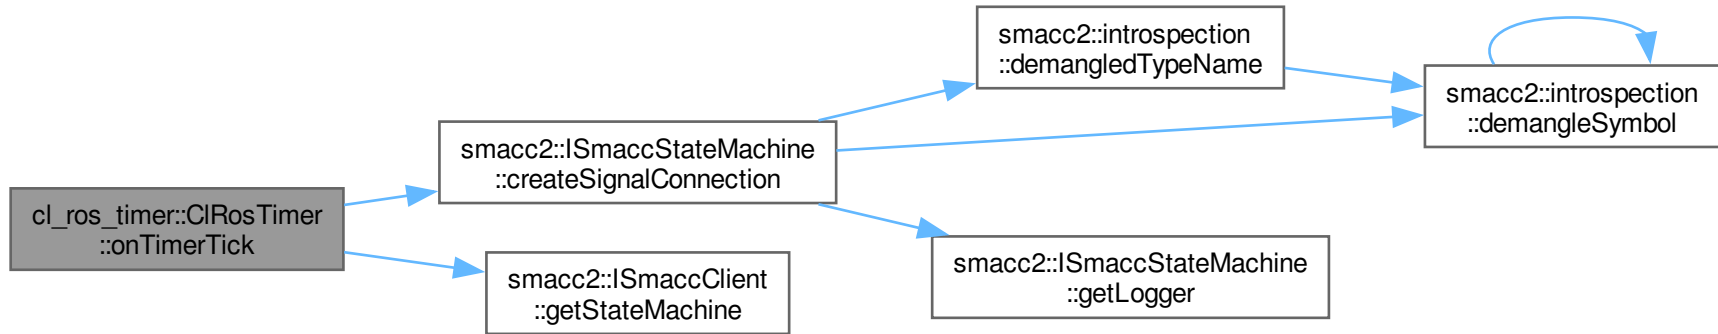 cl_ros_timer::ClRosTimer
::onTimerTick
smacc2::ISmaccStateMachine
::createSignalConnection
smacc2::introspection
::demangledTypeName
smacc2::introspection
::demangleSymbol
smacc2::ISmaccStateMachine
::getLogger
smacc2::ISmaccClient
::getStateMachine